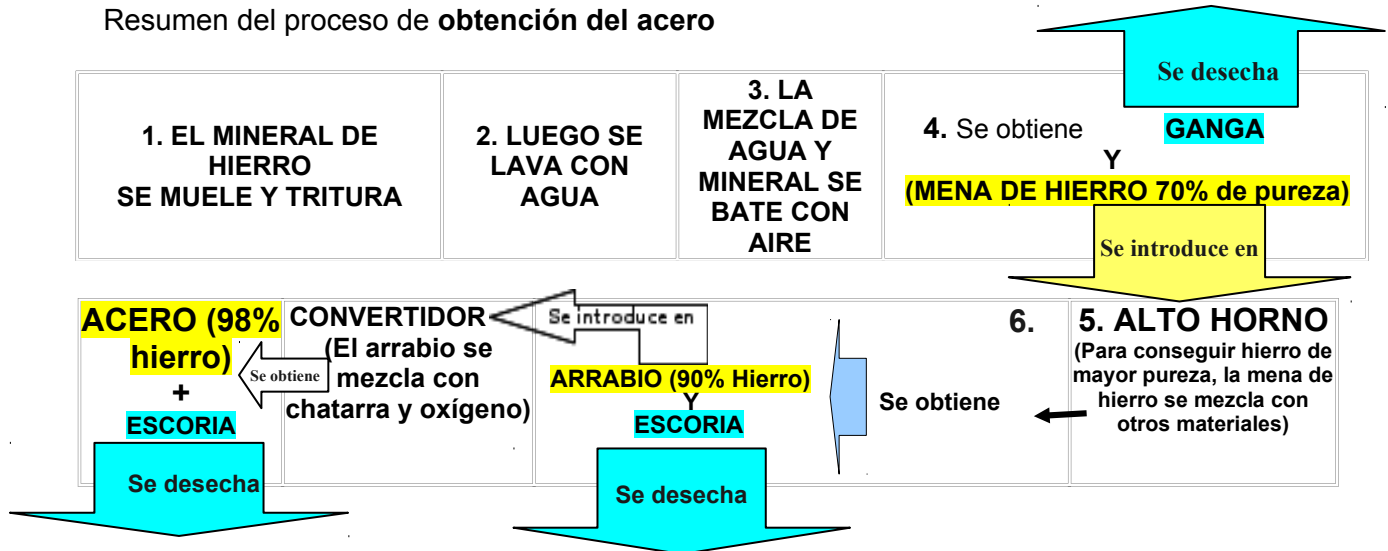 Resumen del proceso de obtención del acero
1. EL MINERAL DE
HIERRO
SE MUELE Y TRITURA
2. LUEGO SE
LAVA CON
AGUA
3. LA
MEZCLA DE
AGUA Y
MINERAL SE
BATE CON
AIRE
Se desecha
4. Se obtiene GANGA
Y
(MENA DE HIERRO 70% de pureza)
Se introduce en
5. ALTO HORNO
(Para conseguir hierro de
mayor pureza, la mena de
hierro se mezcla con
otros materiales)
6.
Se obtiene
ARRABIO (90% Hierro)
Y
ESCORIA
Se desecha
Se introduce en
CONVERTIDOR
(El arrabio se
mezcla con
chatarra y oxígeno)
Se obtiene
ACERO (98%
hierro)
+
ESCORIA
Se desecha